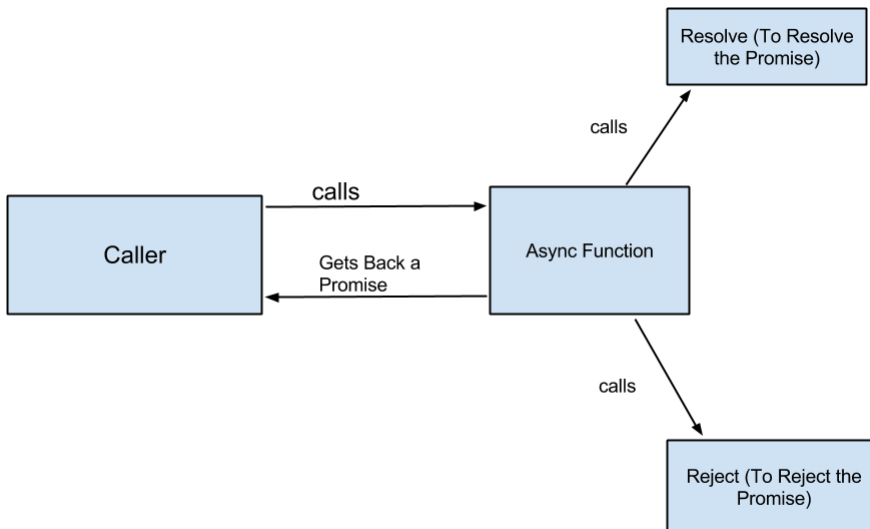 Resolve (To Resolve
the Promise)
calls
calls
Caller
Async Function
Gets Back a
Promise
calls
Reject (To Reject the
Promise)